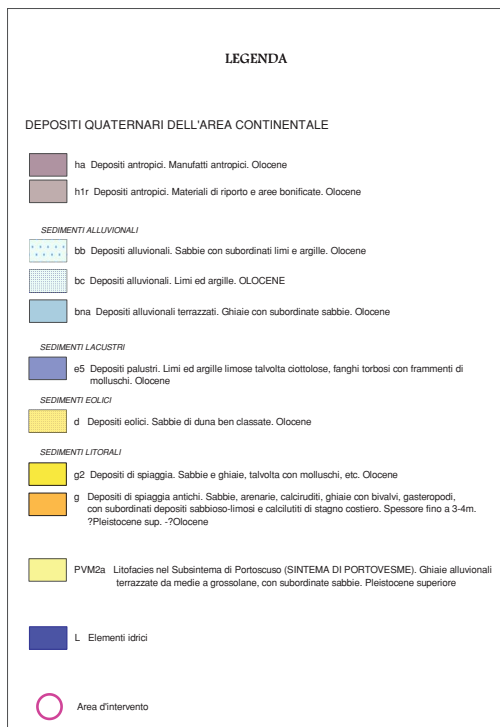 LEGENDA
DEPOSITI QUATERNARI DELL'AREA CONTINENTALE
ha Depositi antropici. Manufatti antropici. Olocene
h1r Depositi antropici. Materiali di riporto e aree bonificate. Olocene
SEDIMENTI ALLUVIONALI
bb Depositi alluvionali. Sabbie con subordinati limi e argille. Olocene
bc Depositi alluvionali. Limi ed argille. OLOCENE
bna Depositi alluvionali terrazzati. Ghiaie con subordinate sabbie. Olocene
SEDIMENTI LACUSTRI
e5 Depositi palustri. Limi ed argille limose talvolta ciottolose, fanghi torbosi con frammenti di
molluschi. Olocene
SEDIMENTI EOLICI
d Depositi eolici. Sabbie di duna ben classate. Olocene
SEDIMENTI LITORALI
g2 Depositi di spiaggia. Sabbie e ghiaie, talvolta con molluschi, etc. Olocene
g Depositi di spiaggia antichi. Sabbie, arenarie, calciruditi, ghiaie con bivalvi, gasteropodi,
con subordinati depositi sabbioso-limosi e calcilutiti di stagno costiero. Spessore fino a 3-4m.
?Pleistocene sup. -?Olocene
PVM2a Litofacies nel Subsintema di Portoscuso (SINTEMA DI PORTOVESME). Ghiaie alluvionali
terrazzate da medie a grossolane, con subordinate sabbie. Pleistocene superiore
L Elementi idrici
Area d'intervento